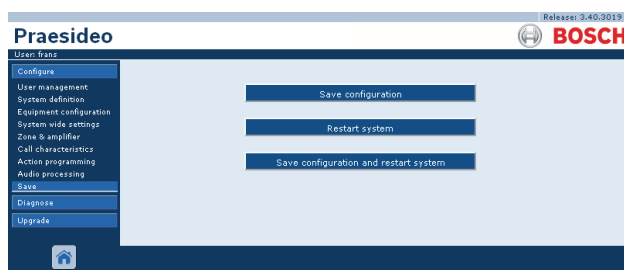 Release: 3.40.3019
Praesideo
BOSCH
User: frans
Configure
User management
System definition
Equipment configuration
System wide settings
Zone & amplifier
Call characteristics
Action programming
Audio processing
Save
Diagnose
Upgrade
Save configuration
Restart system
Save configuration and restart system